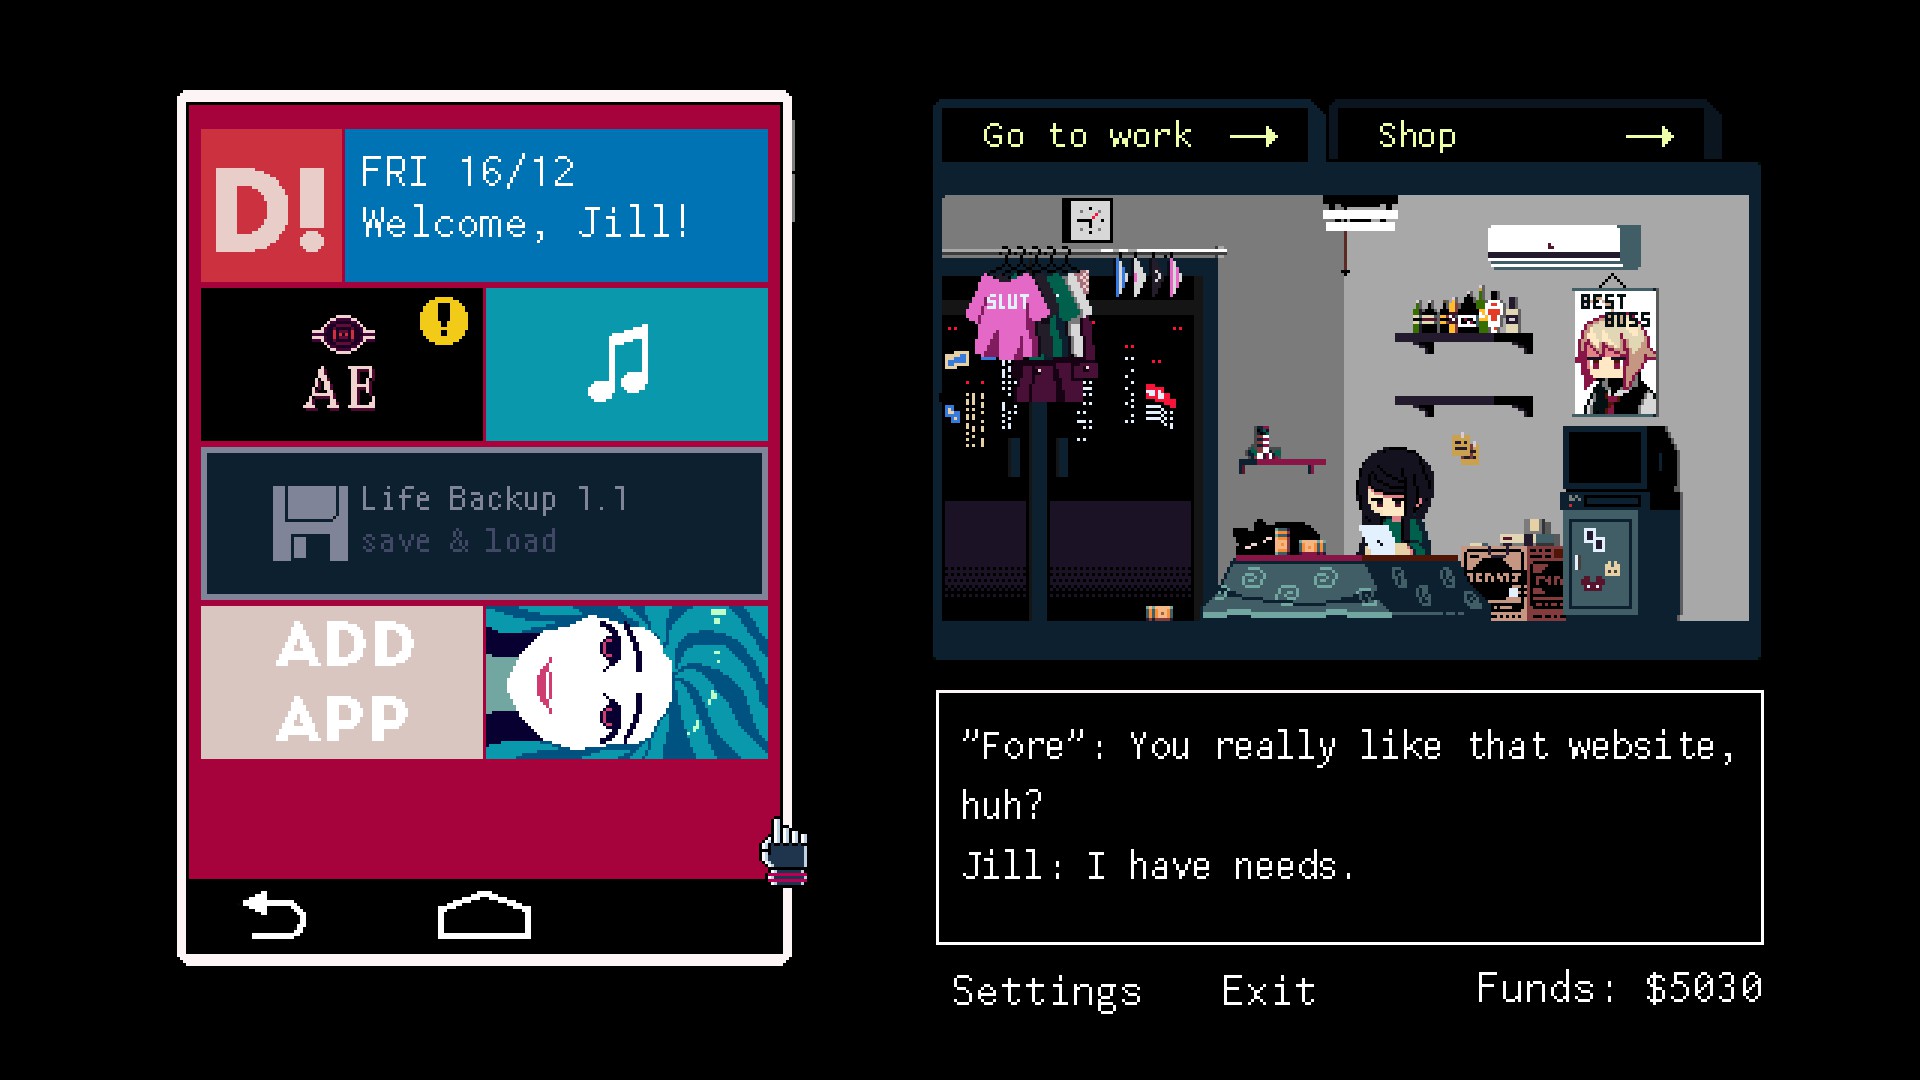 D!
FRI 16/12
Welcome, Jill!
AE
Life Backup 1.1
save & load
ADD
APP
Go to work
Shop
SLUT
BEST
BOSS
"Fore": You really like that website,
huh?
Jill: I have needs.
Settings
Exit
Funds: $5030